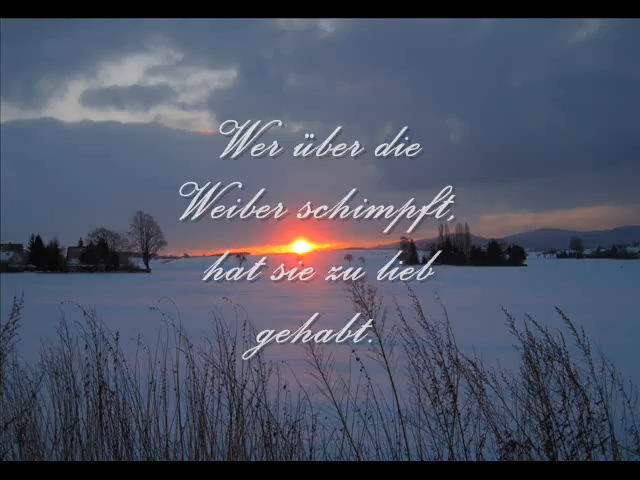 Wer über die
Weiber schimpft,
hat sie zu lieb
gehabt.